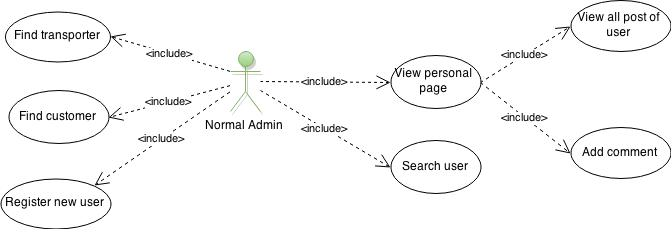 Find transporter
<include>
View all post of
user
<include>
View personal
page
<include>
Find customer
<include>
Normal Admin
<include>
<include>
<include>
Search user
Add comment
Register new user